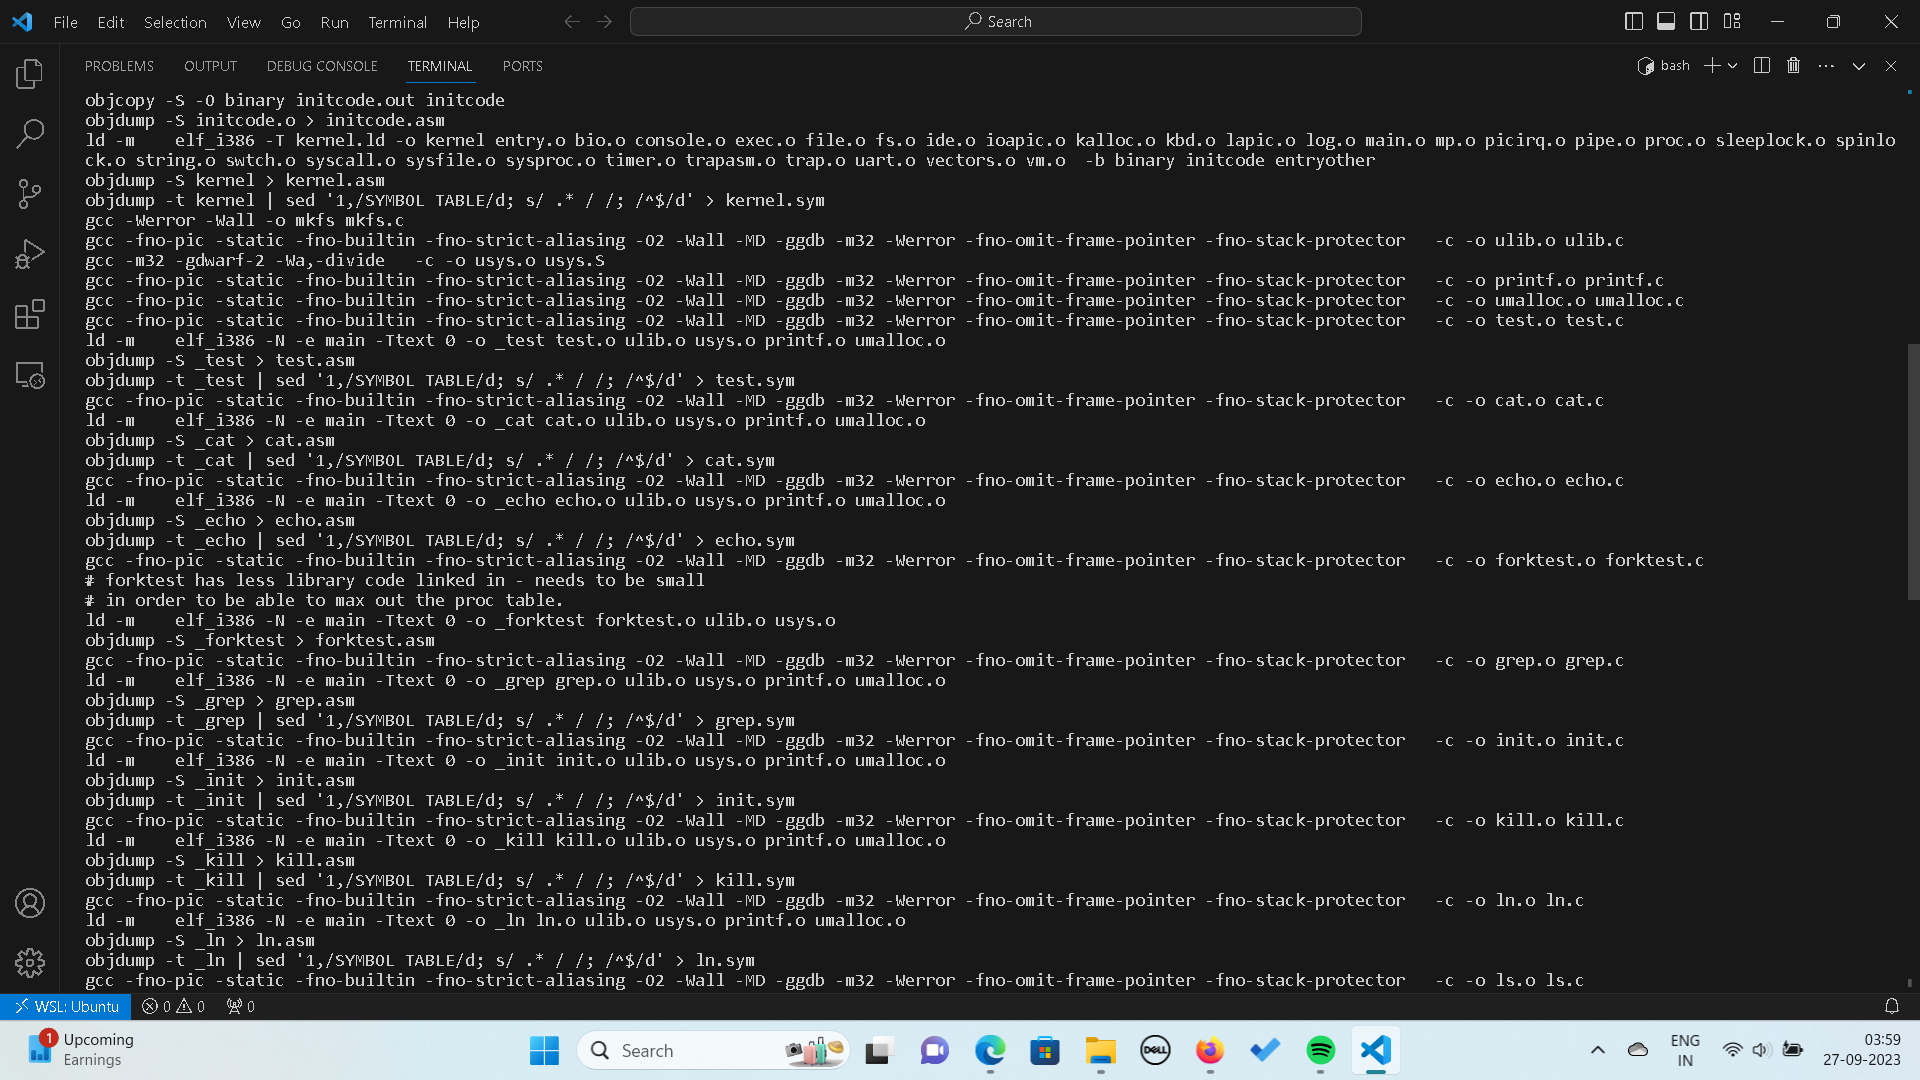 File Edit Selection View Go Run Terminal Help Search
PROBLEMS OUTPUT DEBUG CONSOLE TERMINAL PORTS bash
objcopy -S -O binary initcode.out initcode
objdump -S initcode.o > initcode.asm
ld -m    elf_i386 -T kernel.ld -o kernel entry.o bio.o console.o exec.o file.o fs.o ide.o ioapic.o kalloc.o kbd.o lapic.o log.o main.o mp.o picirq.o pipe.o proc.o sleeplock.o spinlo
ck.o string.o swtch.o syscall.o sysfile.o sysproc.o timer.o trapasm.o trap.o uart.o vectors.o vm.o  -b binary initcode entryother
objdump -S kernel > kernel.asm
objdump -t kernel | sed '1,/SYMBOL TABLE/d; s/ .* / /; /^$/d' > kernel.sym
gcc -Werror -Wall -o mkfs mkfs.c
gcc -fno-pic -static -fno-builtin -fno-strict-aliasing -O2 -Wall -MD -ggdb -m32 -Werror -fno-omit-frame-pointer -fno-stack-protector   -c -o ulib.o ulib.c
gcc -m32 -gdwarf-2 -Wa,-divide   -c -o usys.o usys.S
gcc -fno-pic -static -fno-builtin -fno-strict-aliasing -O2 -Wall -MD -ggdb -m32 -Werror -fno-omit-frame-pointer -fno-stack-protector   -c -o printf.o printf.c
gcc -fno-pic -static -fno-builtin -fno-strict-aliasing -O2 -Wall -MD -ggdb -m32 -Werror -fno-omit-frame-pointer -fno-stack-protector   -c -o umalloc.o umalloc.c
gcc -fno-pic -static -fno-builtin -fno-strict-aliasing -O2 -Wall -MD -ggdb -m32 -Werror -fno-omit-frame-pointer -fno-stack-protector   -c -o test.o test.c
ld -m    elf_i386 -N -e main -Ttext 0 -o _test test.o ulib.o usys.o printf.o umalloc.o
objdump -S _test > test.asm
objdump -t _test | sed '1,/SYMBOL TABLE/d; s/ .* / /; /^$/d' > test.sym
gcc -fno-pic -static -fno-builtin -fno-strict-aliasing -O2 -Wall -MD -ggdb -m32 -Werror -fno-omit-frame-pointer -fno-stack-protector   -c -o cat.o cat.c
ld -m    elf_i386 -N -e main -Ttext 0 -o _cat cat.o ulib.o usys.o printf.o umalloc.o
objdump -S _cat > cat.asm
objdump -t _cat | sed '1,/SYMBOL TABLE/d; s/ .* / /; /^$/d' > cat.sym
gcc -fno-pic -static -fno-builtin -fno-strict-aliasing -O2 -Wall -MD -ggdb -m32 -Werror -fno-omit-frame-pointer -fno-stack-protector   -c -o echo.o echo.c
ld -m    elf_i386 -N -e main -Ttext 0 -o _echo echo.o ulib.o usys.o printf.o umalloc.o
objdump -S _echo > echo.asm
objdump -t _echo | sed '1,/SYMBOL TABLE/d; s/ .* / /; /^$/d' > echo.sym
gcc -fno-pic -static -fno-builtin -fno-strict-aliasing -O2 -Wall -MD -ggdb -m32 -Werror -fno-omit-frame-pointer -fno-stack-protector   -c -o forktest.o forktest.c
# forktest has less library code linked in - needs to be small
# in order to be able to max out the proc table.
ld -m    elf_i386 -N -e main -Ttext 0 -o _forktest forktest.o ulib.o usys.o
objdump -S _forktest > forktest.asm
gcc -fno-pic -static -fno-builtin -fno-strict-aliasing -O2 -Wall -MD -ggdb -m32 -Werror -fno-omit-frame-pointer -fno-stack-protector   -c -o grep.o grep.c
ld -m    elf_i386 -N -e main -Ttext 0 -o _grep grep.o ulib.o usys.o printf.o umalloc.o
objdump -S _grep > grep.asm
objdump -t _grep | sed '1,/SYMBOL TABLE/d; s/ .* / /; /^$/d' > grep.sym
gcc -fno-pic -static -fno-builtin -fno-strict-aliasing -O2 -Wall -MD -ggdb -m32 -Werror -fno-omit-frame-pointer -fno-stack-protector   -c -o init.o init.c
ld -m    elf_i386 -N -e main -Ttext 0 -o _init init.o ulib.o usys.o printf.o umalloc.o
objdump -S _init > init.asm
objdump -t _init | sed '1,/SYMBOL TABLE/d; s/ .* / /; /^$/d' > init.sym
gcc -fno-pic -static -fno-builtin -fno-strict-aliasing -O2 -Wall -MD -ggdb -m32 -Werror -fno-omit-frame-pointer -fno-stack-protector   -c -o kill.o kill.c
ld -m    elf_i386 -N -e main -Ttext 0 -o _kill kill.o ulib.o usys.o printf.o umalloc.o
objdump -S _kill > kill.asm
objdump -t _kill | sed '1,/SYMBOL TABLE/d; s/ .* / /; /^$/d' > kill.sym
gcc -fno-pic -static -fno-builtin -fno-strict-aliasing -O2 -Wall -MD -ggdb -m32 -Werror -fno-omit-frame-pointer -fno-stack-protector   -c -o ln.o ln.c
ld -m    elf_i386 -N -e main -Ttext 0 -o _ln ln.o ulib.o usys.o printf.o umalloc.o
objdump -S _ln > ln.asm
objdump -t _ln | sed '1,/SYMBOL TABLE/d; s/ .* / /; /^$/d' > ln.sym
gcc -fno-pic -static -fno-builtin -fno-strict-aliasing -O2 -Wall -MD -ggdb -m32 -Werror -fno-omit-frame-pointer -fno-stack-protector   -c -o ls.o ls.c
WSL: Ubuntu 0 0 0
1 Upcoming
Earnings
Search
DELL
ENG
IN
03:59
27-09-2023